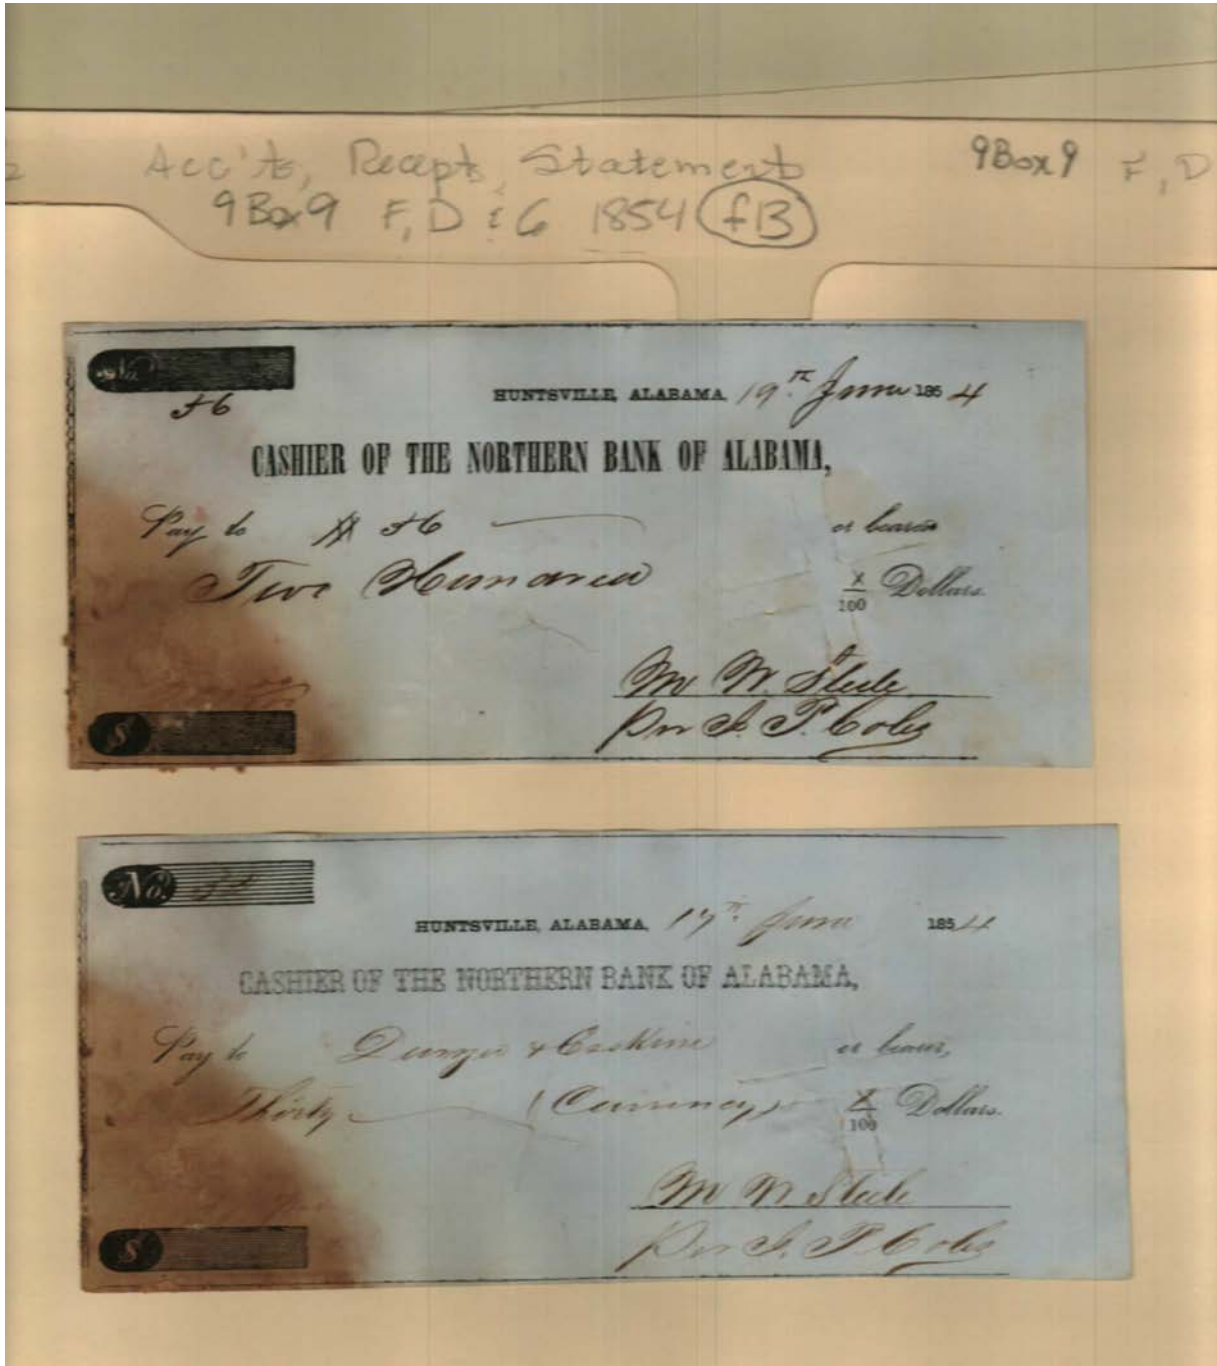 Acc'ts, Recepts, Statements
9Box9 F, D & 6 1854 fB
9Box9 F, D
No.
56
HUNTSVILLE, ALABAMA, 19th June 1854
CASHIER OF THE NORTHERN BANK OF ALABAMA,
Pay to 56 or bearer
Two Hundred x/100 Dollars.
M W. Steele
Per S. P. Coles
$
No.
HUNTSVILLE, ALABAMA, 17th June 1854
CASHIER OF THE NORTHERN BANK OF ALABAMA,
Pay to & Erskine or bearer,
Thirty (Currency) x/100 Dollars.
M W Steele
Per S. P. Coles
$